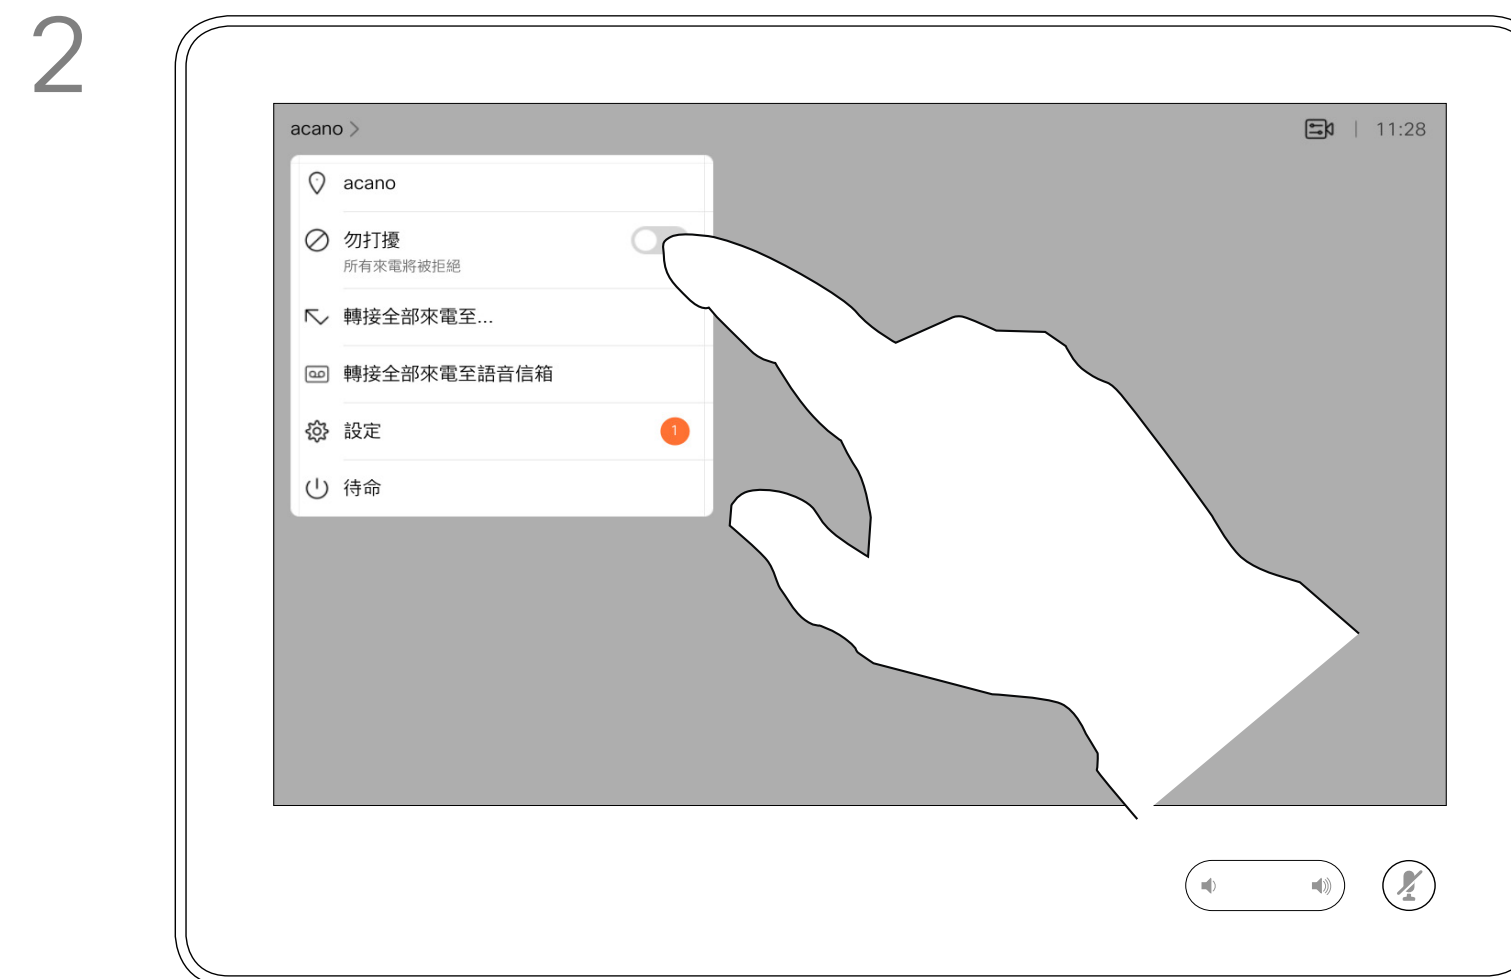 2
acano >
11:28
acano
勿打擾
所有來電將被拒絕
轉接全部來電至...
轉接全部來電至語音信箱
設定
1
待命